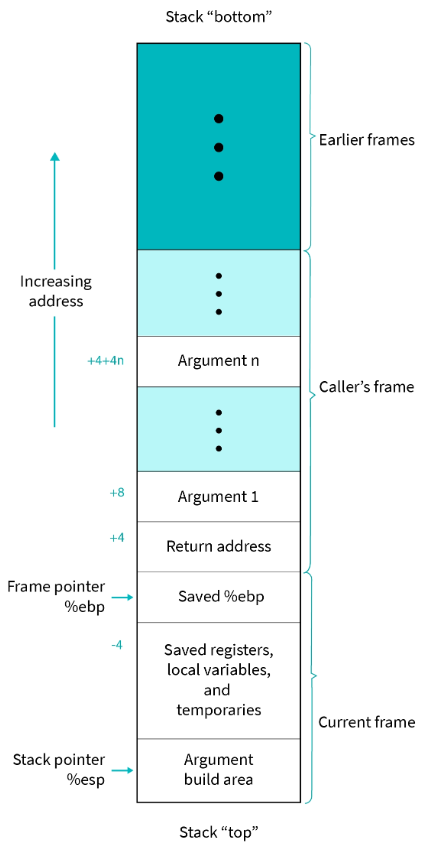 Stack “bottom”
Earlier frames
Increasing
address
+4+4n
Argument n
Caller’s frame
+8
Argument 1
+4
Return address
Frame pointer
%ebp
Saved %ebp
-4
Saved registers,
local variables,
and
temporaries
Current frame
Stack pointer
%esp
Argument
build area
Stack “top”